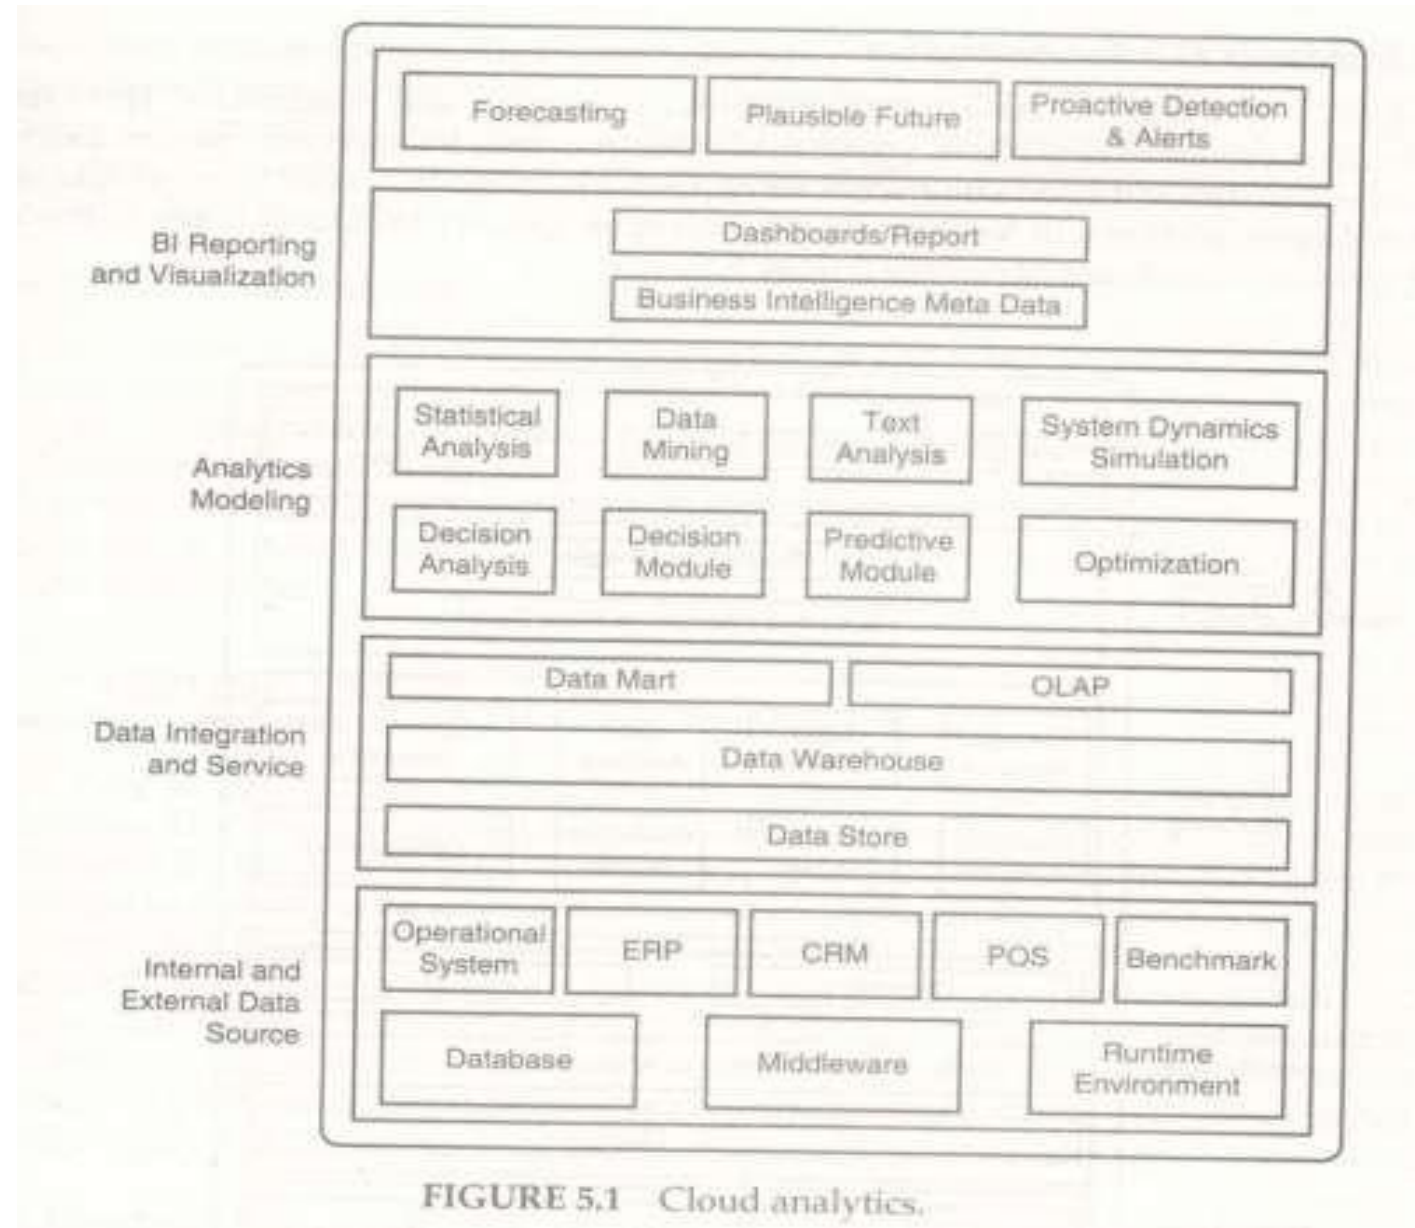 Forecasting
Plausible Future
Proactive Detection
& Alerts
BI Reporting
and Visualization
Dashboards/Report
Business Intelligence Meta Data
Analytics
Modeling
Statistical
Analysis
Data
Mining
Text
Analysis
System Dynamics
Simulation
Decision
Analysis
Decision
Module
Predictive
Module
Optimization
Data Integration
and Service
Data Mart
OLAP
Data Warehouse
Data Store
Internal and
External Data
Source
Operational
System
ERP
CRM
POS
Benchmark
Database
Middleware
Runtime
Environment
FIGURE 5.1 Cloud analytics.